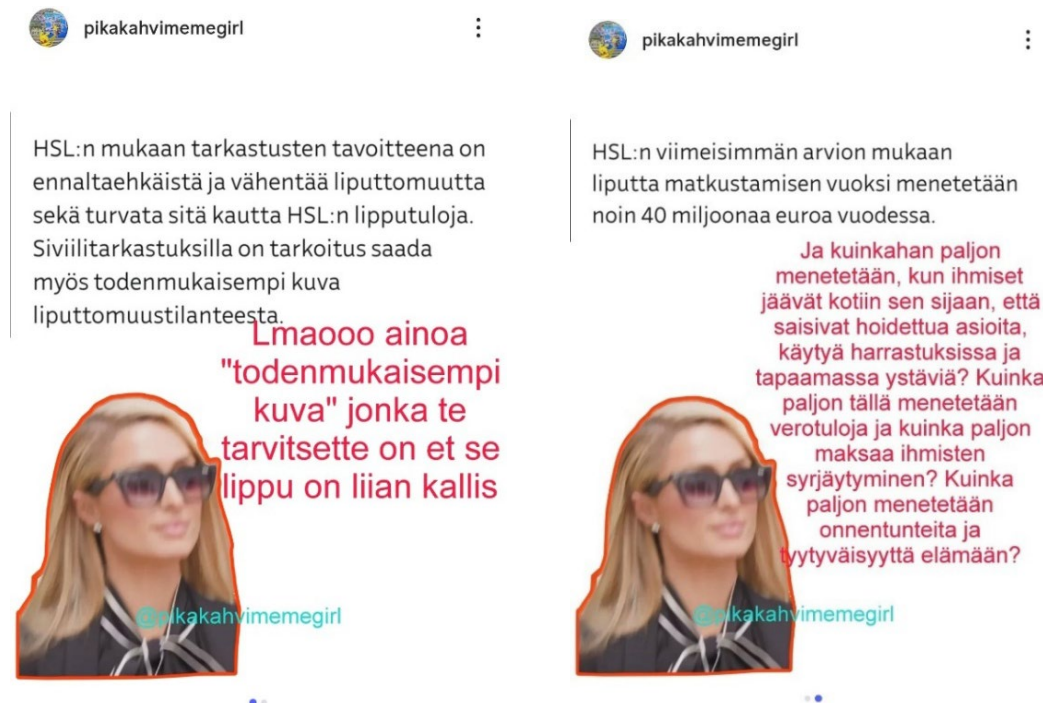 pikakahvimemegirl
HSL:n mukaan tarkastusten tavoitteena on
ennaltaehkäistä ja vähentää liputtomuutta
sekä turvata sitä kautta HSL:n lipputuloja.
Siviilitarkastuksilla on tarkoitus saada
myös todenmukaisempi kuva
liputtomuustilanteesta.
Lmaooo ainoa
"todenmukaisempi
kuva" jonka te
tarvitsette on et se
lippu on liian kallis
@pikakahvimemegirl
pikakahvimemegirl
HSL:n viimeisimmän arvion mukaan
liputta matkustamisen vuoksi menetetään
noin 40 miljoonaa euroa vuodessa.
Ja kuinkahan paljon
menetetään, kun ihmiset
jäävät kotiin sen sijaan, että
saisivat hoidettua asioita,
käytyä harrastuksissa ja
tapaamassa ystäviä? Kuinka
paljon tällä menetetään
verotuloja ja kuinka paljon
maksaa ihmisten
syrjäytyminen? Kuinka
paljon menetetään
onnentunteita ja
tyytyväisyyttä elämään?
@pikakahvimemegirl